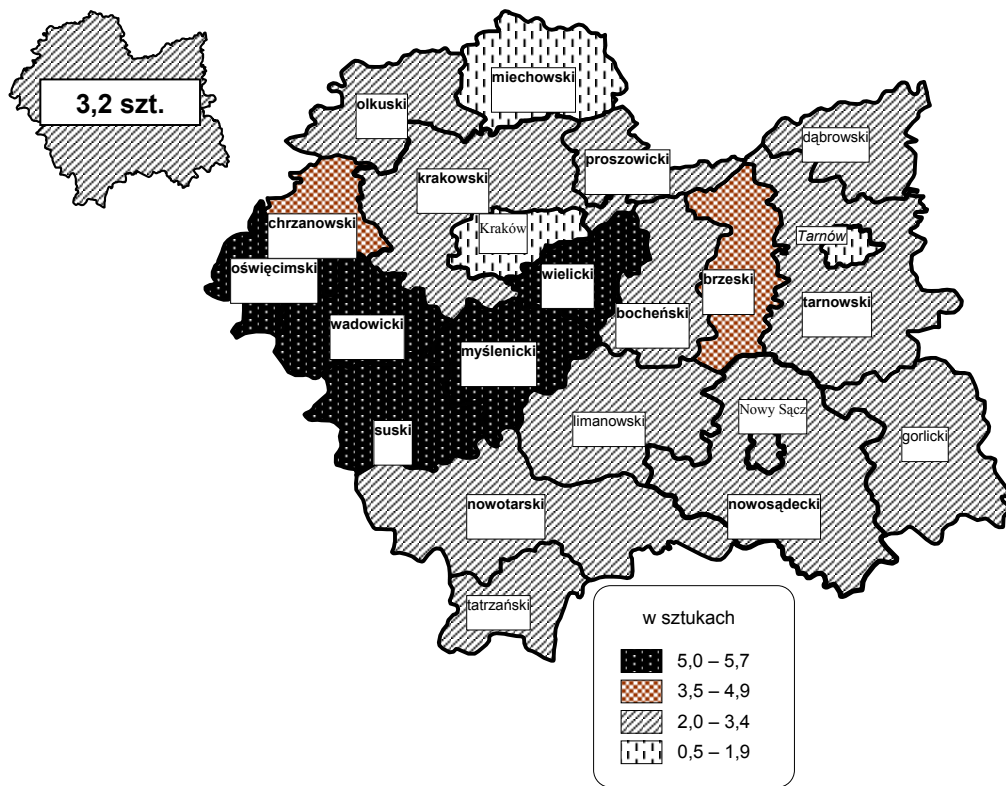 3,2 szt.
miechowski
olkuski
dąbrowski
proszowicki
krakowski
chrzanowski
Kraków
Tarnów
oświęcimski
wielicki
brzeski
bocheński
tarnowski
wadowicki
myślenicki
suski
limanowski
Nowy Sącz
gorlicki
nowotarski
nowosądecki
tatrzański
w sztukach
5,0 – 5,7
3,5 – 4,9
2,0 – 3,4
0,5 – 1,9